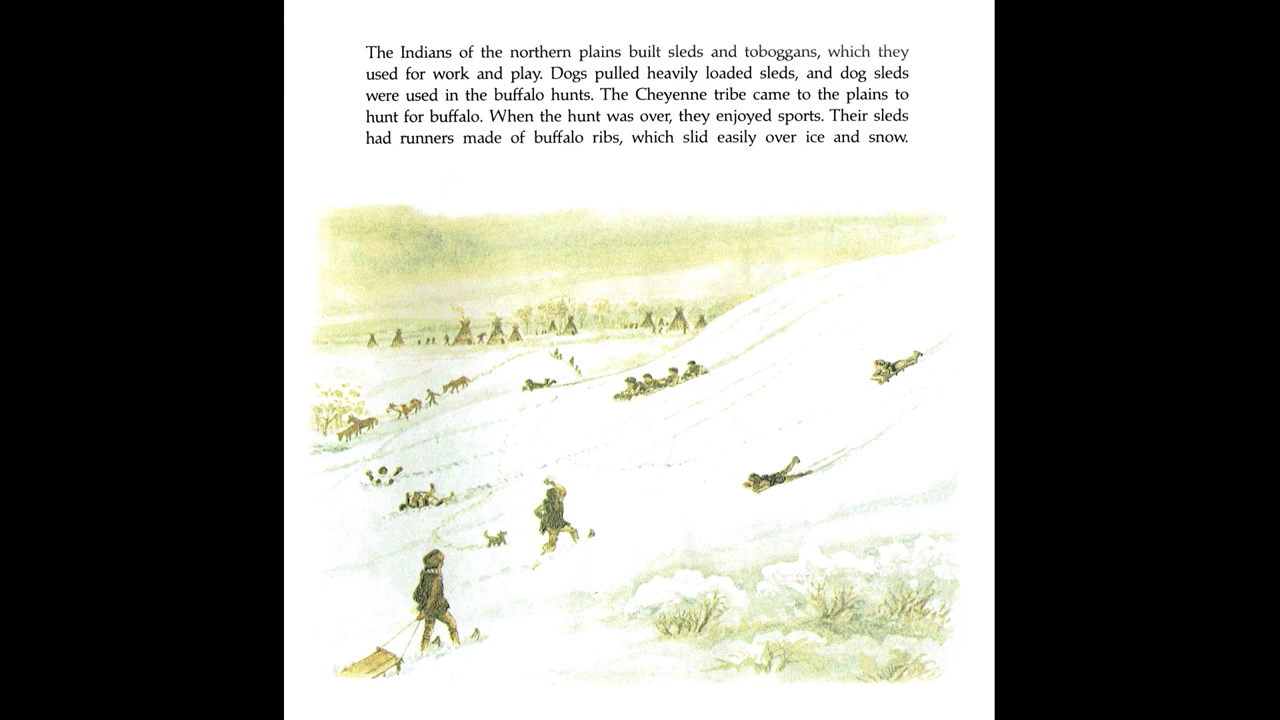 The Indians of the northern plains built sleds and toboggans, which they
used for work and play. Dogs pulled heavily loaded sleds, and dog sleds
were used in the buffalo hunts. The Cheyenne tribe came to the plains to
hunt for buffalo. When the hunt was over, they enjoyed sports. Their sleds
had runners made of buffalo ribs, which slid easily over ice and snow.